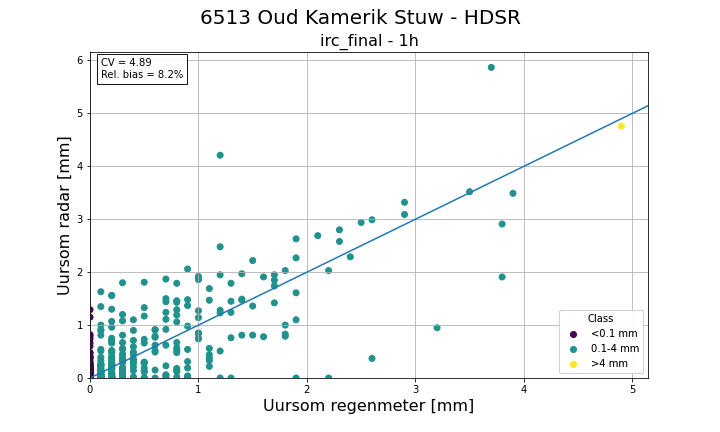 6513 Oud Kamerik Stuw - HDSR
irc_final - 1h
CV = 4.89
Rel. bias = 8.2%
6
5
4
3
2
1
0
Uursom radar [mm]
Class
<0.1 mm
0.1-4 mm
>4 mm
0 1 2 3 4 5
Uursom regenmeter [mm]